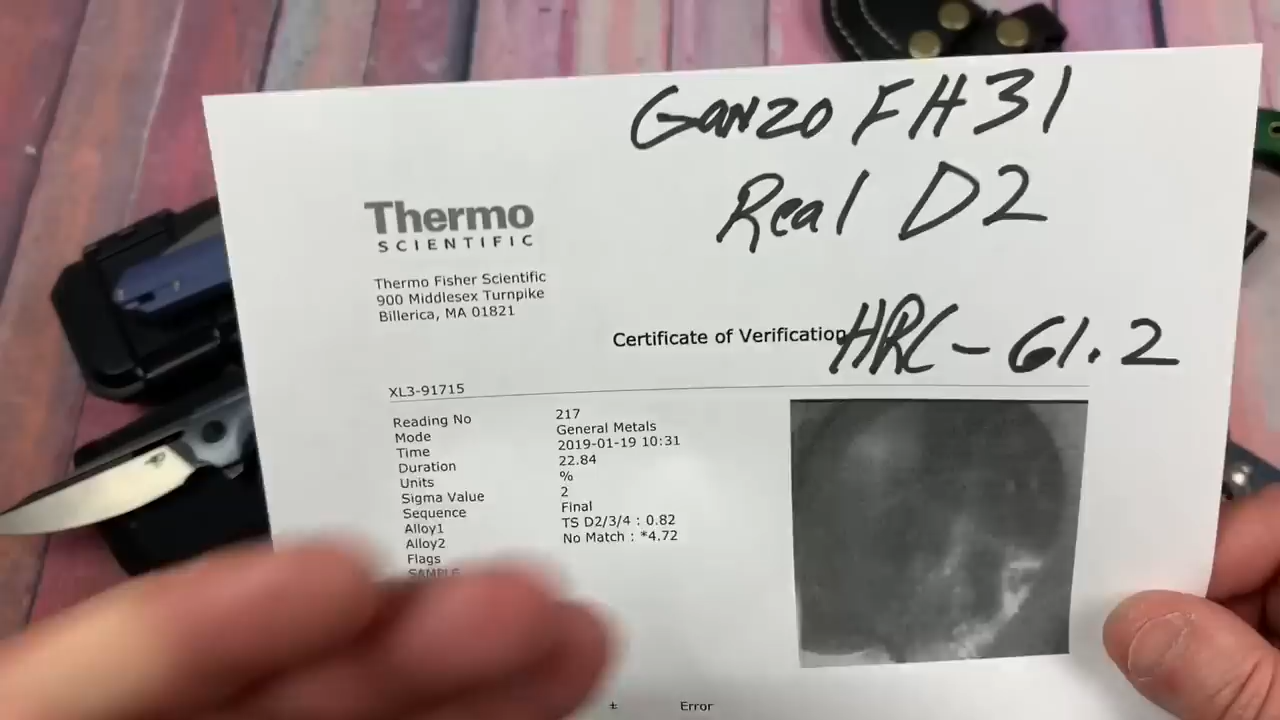 Ganzo FH31
Real D2
HRC-61.2
Thermo
SCIENTIFIC
Thermo Fisher Scientific
900 Middlesex Turnpike
Billerica, MA 01821
Certificate of Verification
XL3-91715
Reading No 217
Mode General Metals
Time 2019-01-19 10:31
Duration 22.84
Units %
Sigma Value 2
Sequence Final
Alloy1 TS D2/3/4 : 0.82
Alloy2 No Match : *4.72
Flags
SAMPLE
± Error